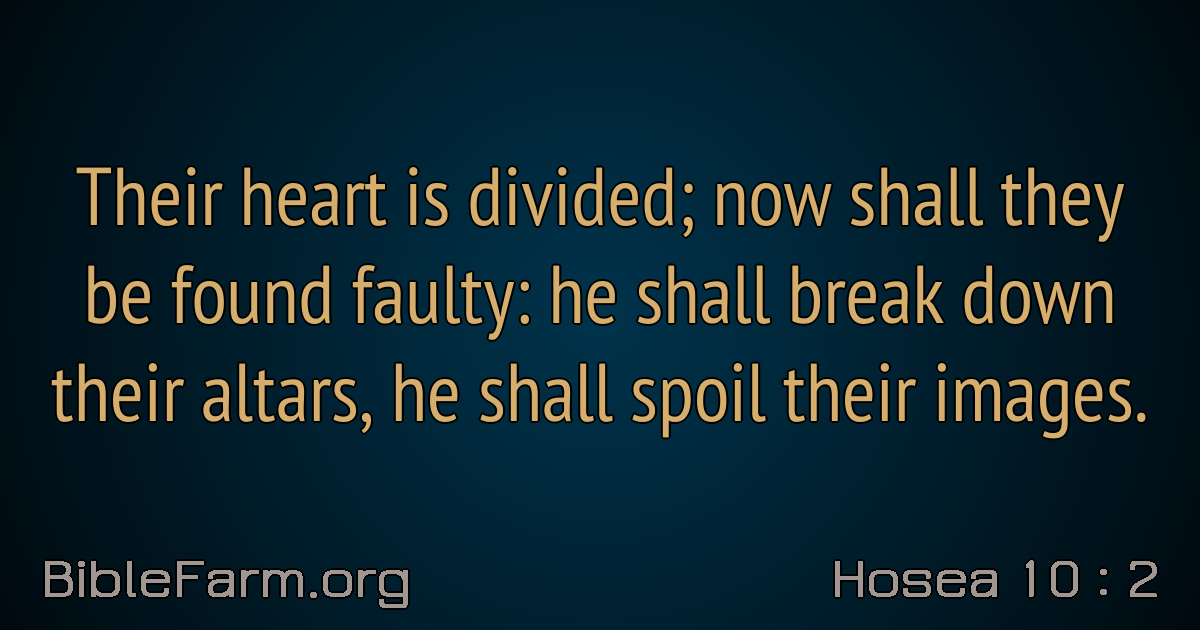 Their heart is divided; now shall they
be found faulty: he shall break down
their altars, he shall spoil their images.
BibleFarm.org
Hosea 10 : 2